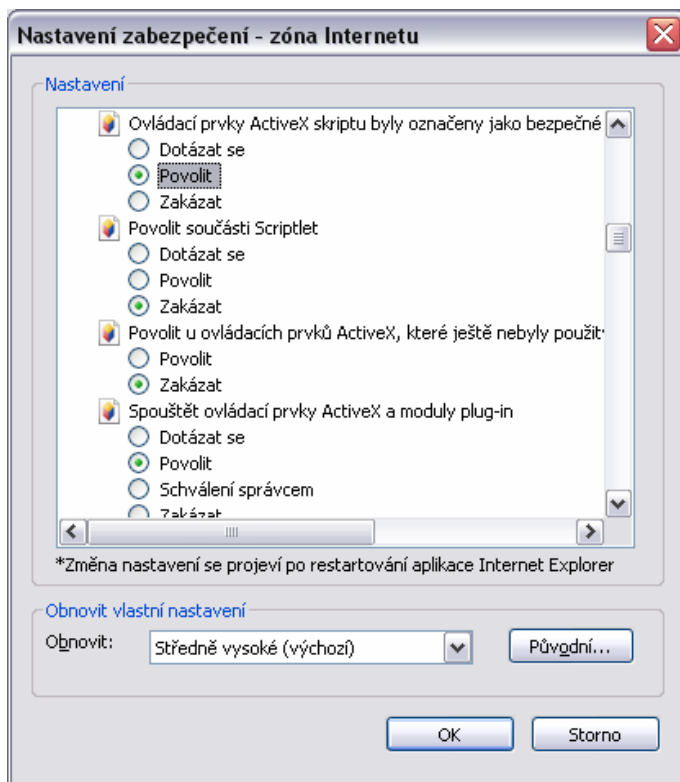 Nastavení zabezpečení - zóna Internetu
Nastavení
Ovládací prvky ActiveX skriptu byly označeny jako bezpečné
Dotázat se
Povolit
Zakázat
Povolit součásti Scriptlet
Dotázat se
Povolit
Zakázat
Povolit u ovládacích prvků ActiveX, které ještě nebyly použit
Povolit
Zakázat
Spouštět ovládací prvky ActiveX a moduly plug-in
Dotázat se
Povolit
Schválení správcem
Zakázat
*Změna nastavení se projeví po restartování aplikace Internet Explorer
Obnovit vlastní nastavení
Obnovit: Středně vysoké (výchozí) Původní...
OK Storno